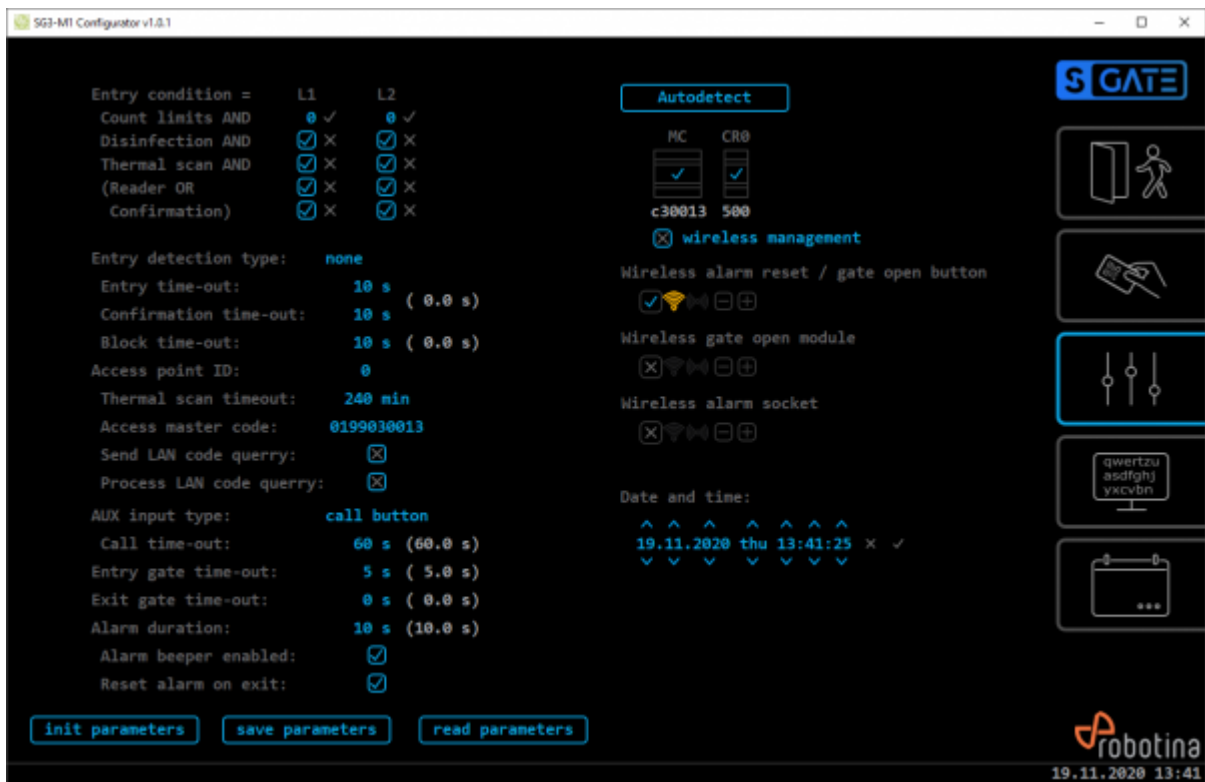 SG3-M1 Configurator v1.0.1
Entry condition = L1 L2
Count limits AND 0 0
Disinfection AND
Thermal scan AND
(Reader OR
Confirmation)
Entry detection type: none
Entry time-out: 10 s
( 0.0 s)
Confirmation time-out: 10 s
Block time-out: 10 s ( 0.0 s)
Access point ID: 0
Thermal scan timeout: 240 min
Access master code: 0199030013
Send LAN code querry:
Process LAN code querry:
AUX input type: call button
Call time-out: 60 s (60.0 s)
Entry gate time-out: 5 s ( 5.0 s)
Exit gate time-out: 0 s ( 0.0 s)
Alarm duration: 10 s (10.0 s)
Alarm beeper enabled:
Reset alarm on exit:
init parameters save parameters read parameters
Autodetect
MC CR0
c30013 500
wireless management
Wireless alarm reset / gate open button
Wireless gate open module
Wireless alarm socket
Date and time:
19.11.2020 thu 13:41:25
S GATE
qwertzu
asdfghj
yxcvbn
robotina
19.11.2020 13:41